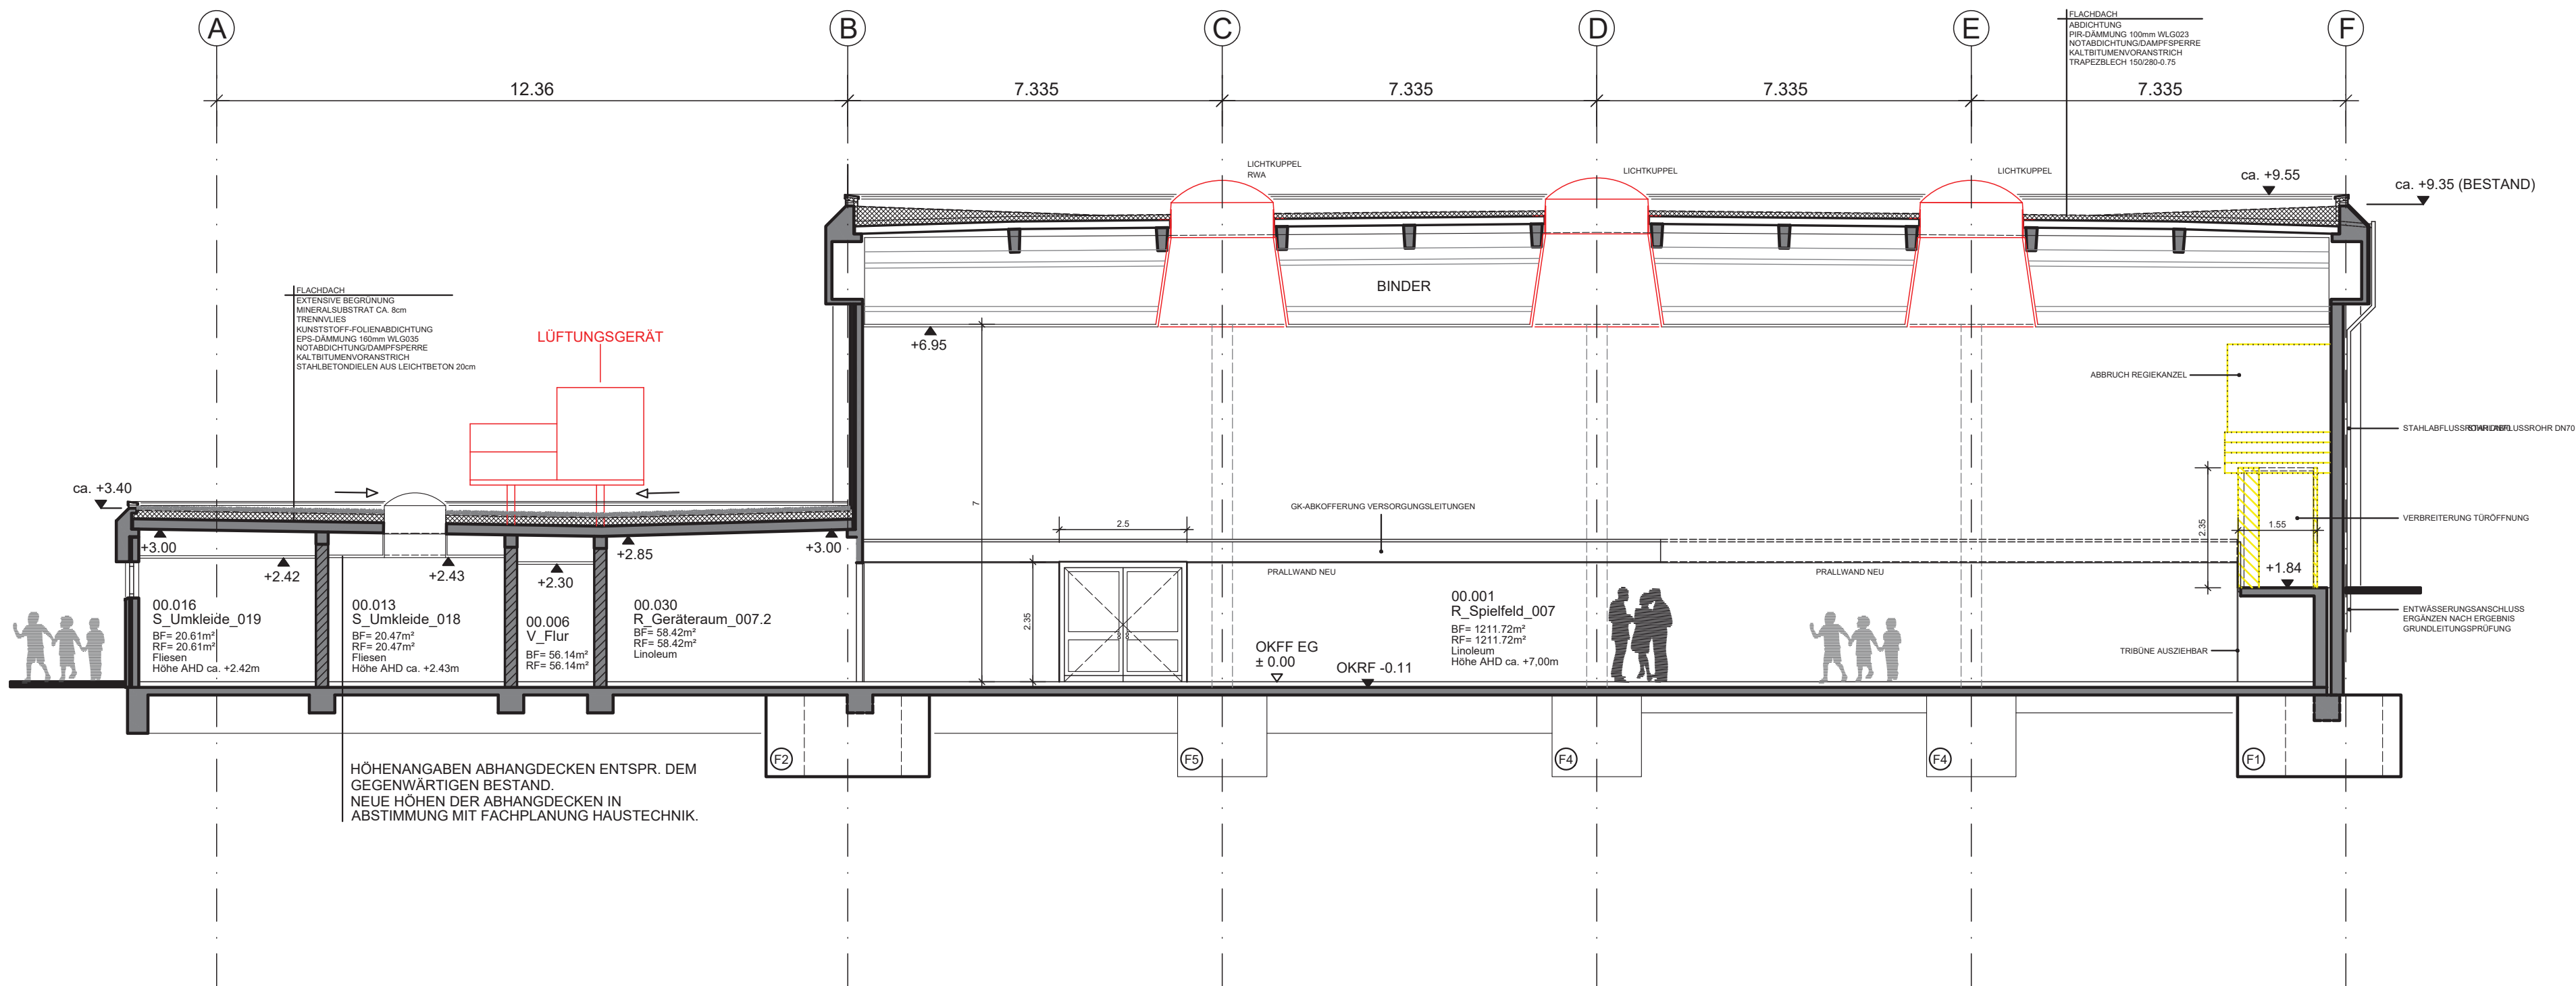 A
B
C
D
E
F
12.36
7.335
7.335
7.335
7.335
FLACHDACH
ABDICHTUNG
PIR-DÄMMUNG 100mm WLG023
NOTABDICHTUNG/DAMPFSPERRE
KALTBITUMENVORANSTRICH
TRAPEZBLECH 150/280-0.75
LICHTKUPPEL
RWA
LICHTKUPPEL
LICHTKUPPEL
ca. +9.55
ca. +9.35 (BESTAND)
BINDER
+6.95
FLACHDACH
EXTENSIVE BEGRÜNUNG
MINERALSUBSTRAT CA. 8cm
TRENNVLIES
KUNSTSTOFF-FOLIENABDICHTUNG
EPS-DÄMMUNG 160mm WLG035
NOTABDICHTUNG/DAMPFSPERRE
KALTBITUMENVORANSTRICH
STAHLBETONDIELEN AUS LEICHTBETON 20cm
LÜFTUNGSGERÄT
ABBRUCH REGIEKANZEL
STAHLABFLUSSROHR DN70
ca. +3.40
7
2.5
GK-ABKOFFERUNG VERSORGUNGSLEITUNGEN
2.35
1.55
VERBREITERUNG TÜRÖFFNUNG
+3.00
+2.42
+2.43
+2.30
+2.85
+3.00
PRALLWAND NEU
PRALLWAND NEU
+1.84
2.35
00.016
S_Umkleide_019
BF= 20.61m²
RF= 20.61m²
Fliesen
Höhe AHD ca. +2.42m
00.013
S_Umkleide_018
BF= 20.47m²
RF= 20.47m²
Fliesen
Höhe AHD ca. +2.43m
00.006
V_Flur
BF= 56.14m²
RF= 56.14m²
00.030
R_Geräteraum_007.2
BF= 58.42m²
RF= 58.42m²
Linoleum
00.001
R_Spielfeld_007
BF= 1211.72m²
RF= 1211.72m²
Linoleum
Höhe AHD ca. +7,00m
OKFF EG
± 0.00
OKRF -0.11
ENTWÄSSERUNGSANSCHLUSS
ERGÄNZEN NACH ERGEBNIS
GRUNDLEITUNGSPRÜFUNG
TRIBÜNE AUSZIEHBAR
F2
F5
F4
F4
F1
HÖHENANGABEN ABHANGDECKEN ENTSPR. DEM
GEGENWÄRTIGEN BESTAND.
NEUE HÖHEN DER ABHANGDECKEN IN
ABSTIMMUNG MIT FACHPLANUNG HAUSTECHNIK.